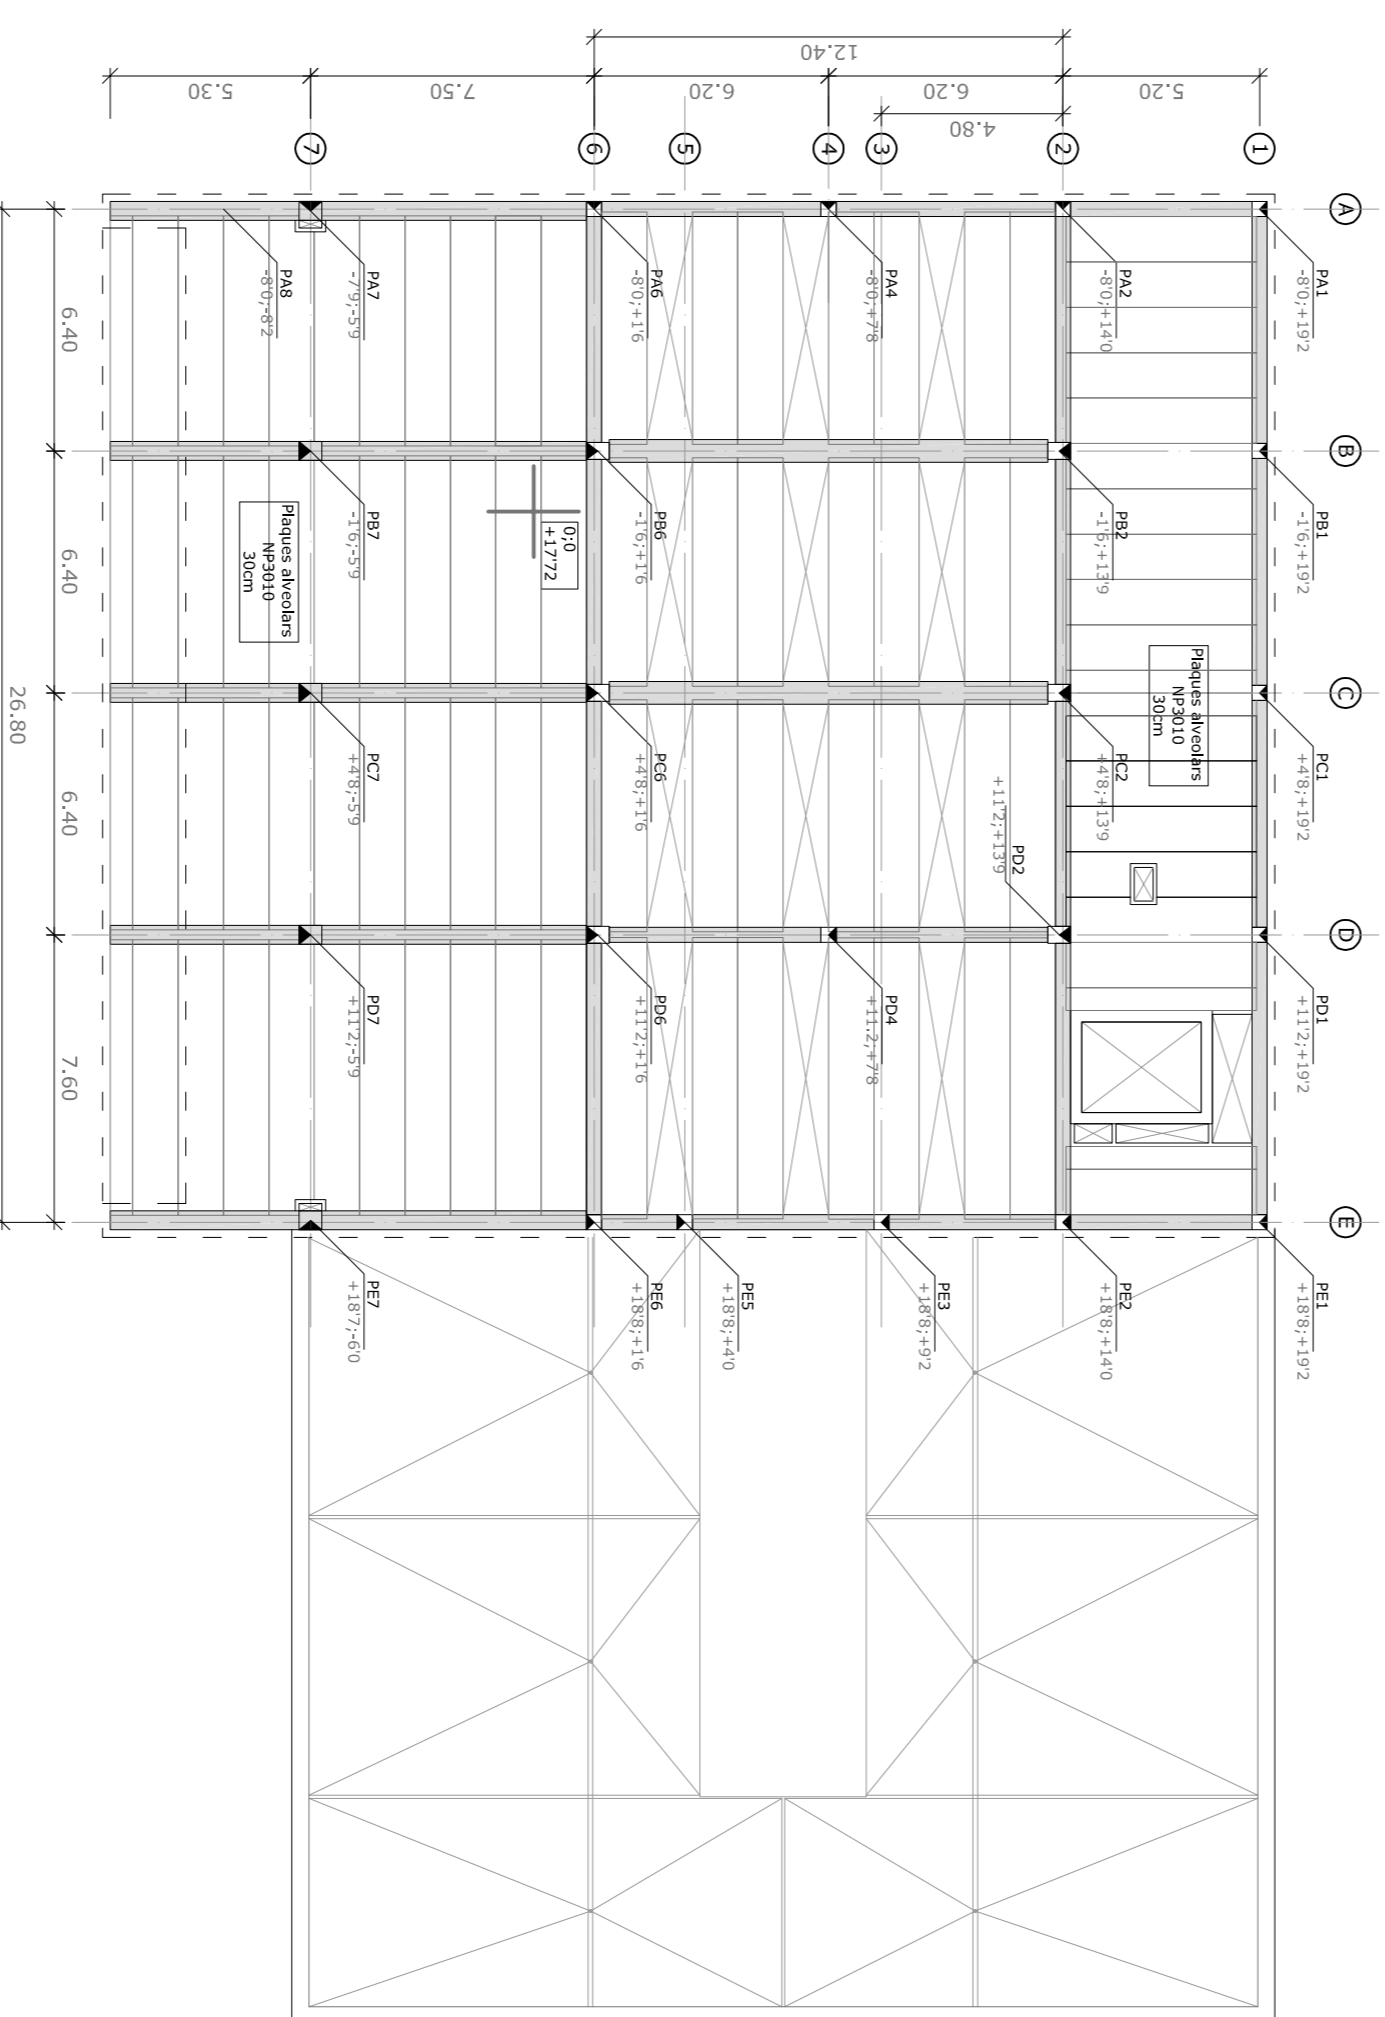 12.40
5.30
7.50
6.20
6.20
5.20
4.80
7
6
5
4
3
2
1
A
B
C
D
E
PA1
-8'0;+19'2
PA2
-8'0;+14'0
PA4
-8'0;+7'8
PA6
-8'0;+1'6
PA7
-7'9;-5'9
PA8
-8'0;-8'2
PB1
-1'6;+19'2
PB2
-1'6;+13'9
PB6
-1'6;+1'6
0;0
+17'72
PB7
-1'6;-5'9
Plaques alveolars
NP3010
30cm
Plaques alveolars
NP3010
30cm
PC1
+4'8;+19'2
PC2
+4'8;+13'9
PC6
+4'8;+1'6
PC7
+4'8;-5'9
PD2
+11'2;+13'9
PD1
+11'2;+19'2
PD4
+11.2;+7'8
PD6
+11'2;+1'6
PD7
+11'2;-5'9
PE1
+18'8;+19'2
PE2
+18'8;+14'0
PE3
+18'8;+9'2
PE5
+18'8;+4'0
PE6
+18'8;+1'6
PE7
+18'7;-6'0
6.40
6.40
6.40
7.60
26.80